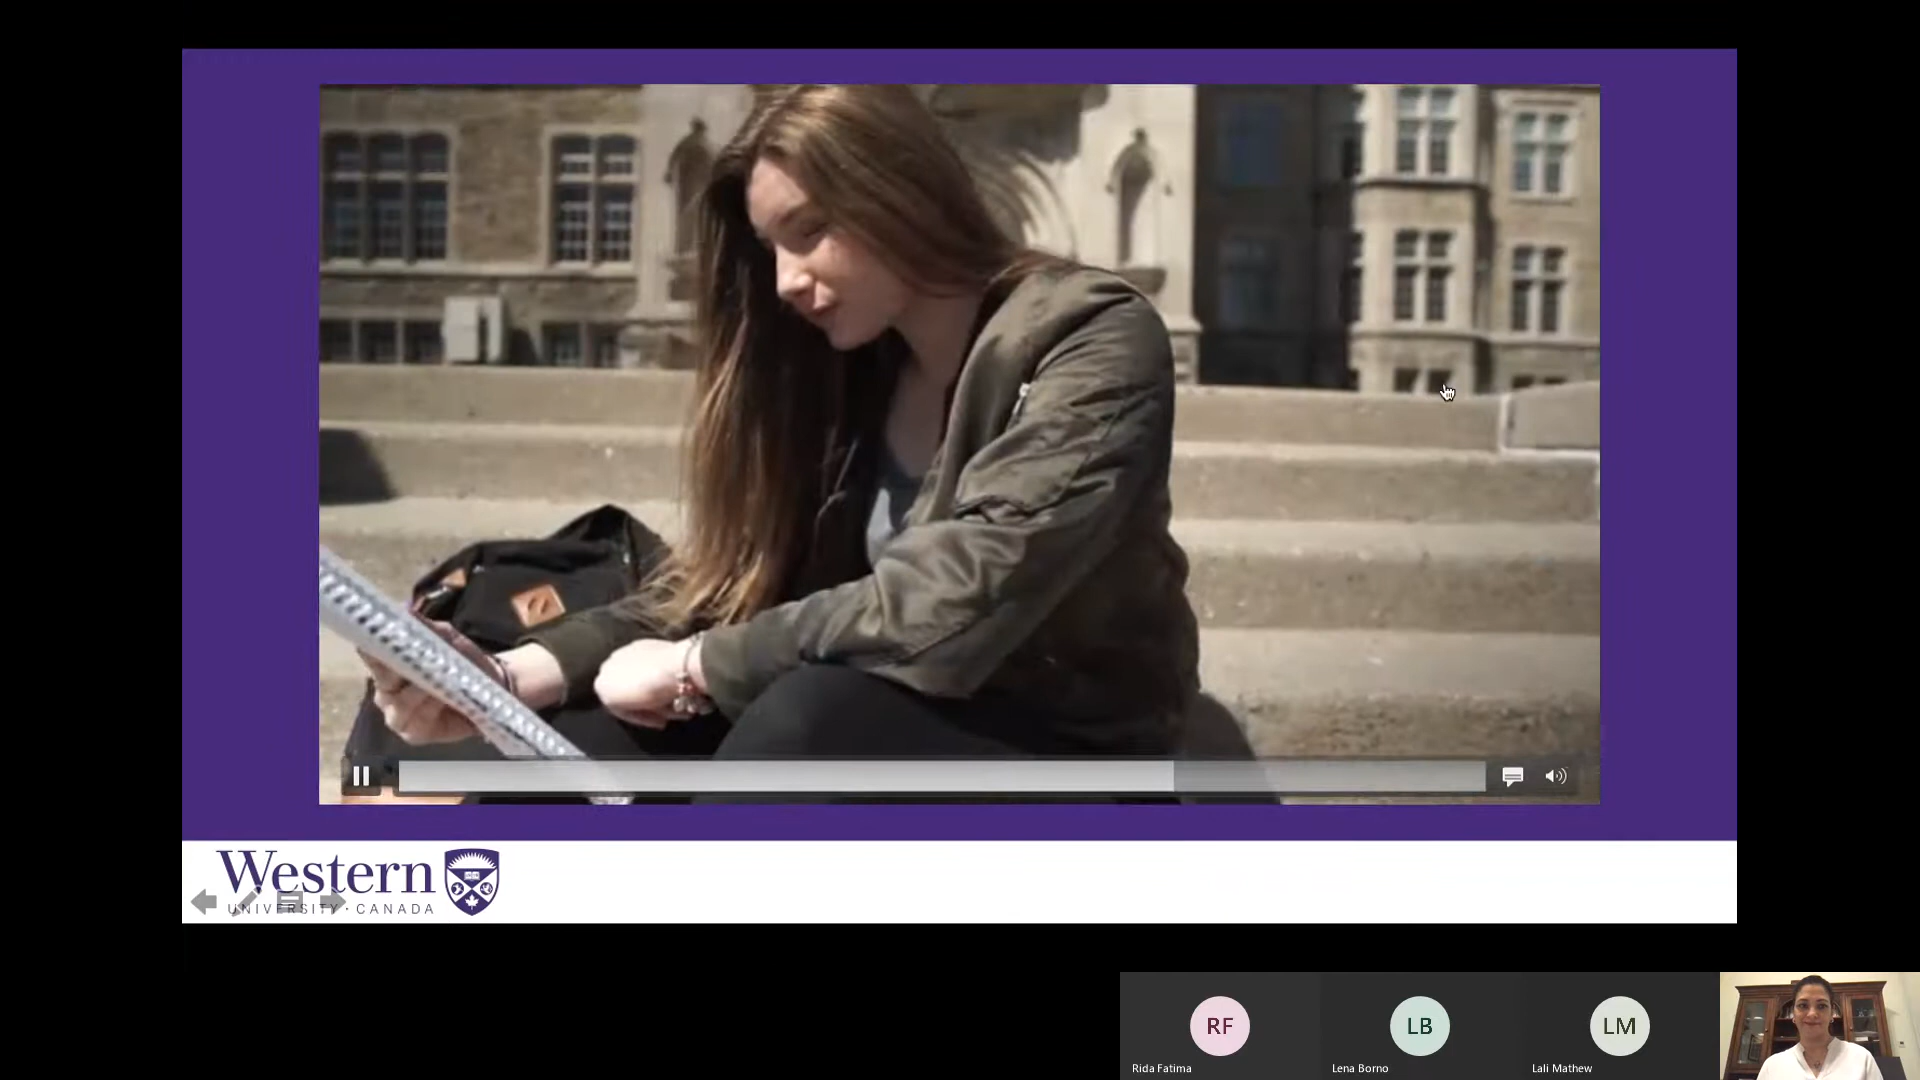 Western
UNIVERSITY · CANADA
RF
LB
LM
Rida Fatima
Lena Borno
Lali Mathew